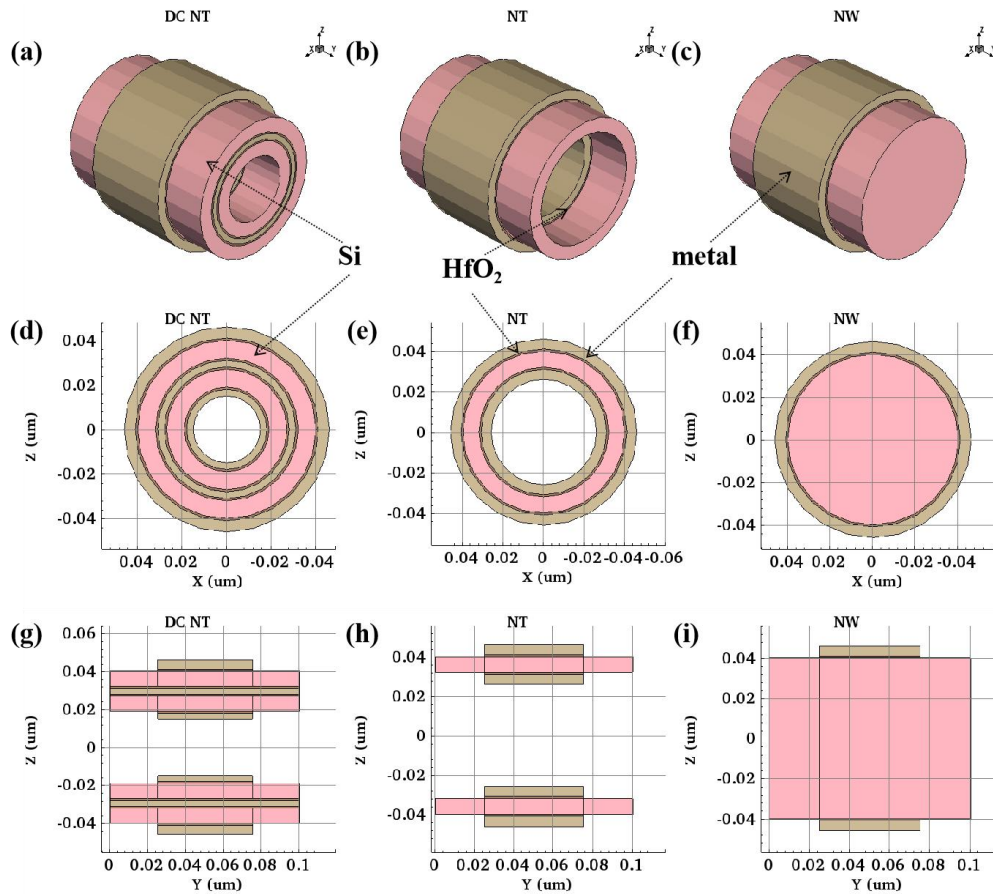 DC NT
NT
NW
(a)
(b)
(c)
Z
X
Y
Z
X
Y
Z
X
Y
Si
HfO₂
metal
(d)
DC NT
(e)
NT
(f)
NW
Z (um)
0.04
0.02
0
-0.02
-0.04
0.04 0.02 0 -0.02 -0.04
X (um)
Z (um)
0.04
0.02
0
-0.02
-0.04
0.04 0.02 0 -0.02 -0.04 -0.06
X (um)
Z (um)
0.04
0.02
0
-0.02
-0.04
0.04 0.02 0 -0.02 -0.04
X (um)
(g)
DC NT
(h)
NT
(i)
NW
Z (um)
0.06
0.04
0.02
0
-0.02
-0.04
0 0.02 0.04 0.06 0.08 0.1
Y (um)
Z (um)
0.04
0.02
0
-0.02
-0.04
0 0.02 0.04 0.06 0.08 0.1
Y (um)
Z (um)
0.04
0.02
0
-0.02
-0.04
0 0.02 0.04 0.06 0.08 0.1
Y (um)